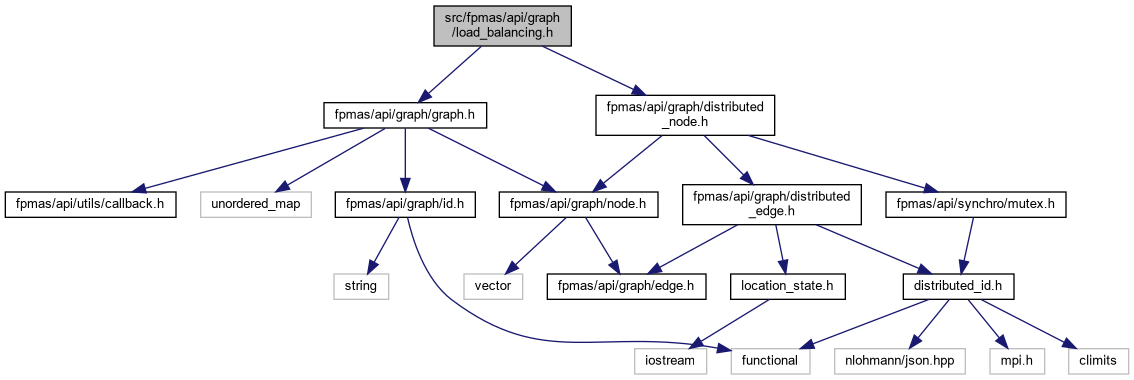 src/fpmas/api/graph
/load_balancing.h
fpmas/api/graph/graph.h
fpmas/api/graph/distributed
_node.h
fpmas/api/utils/callback.h
unordered_map
fpmas/api/graph/id.h
fpmas/api/graph/node.h
fpmas/api/graph/distributed
_edge.h
fpmas/api/synchro/mutex.h
string
vector
fpmas/api/graph/edge.h
location_state.h
distributed_id.h
iostream
functional
nlohmann/json.hpp
mpi.h
climits